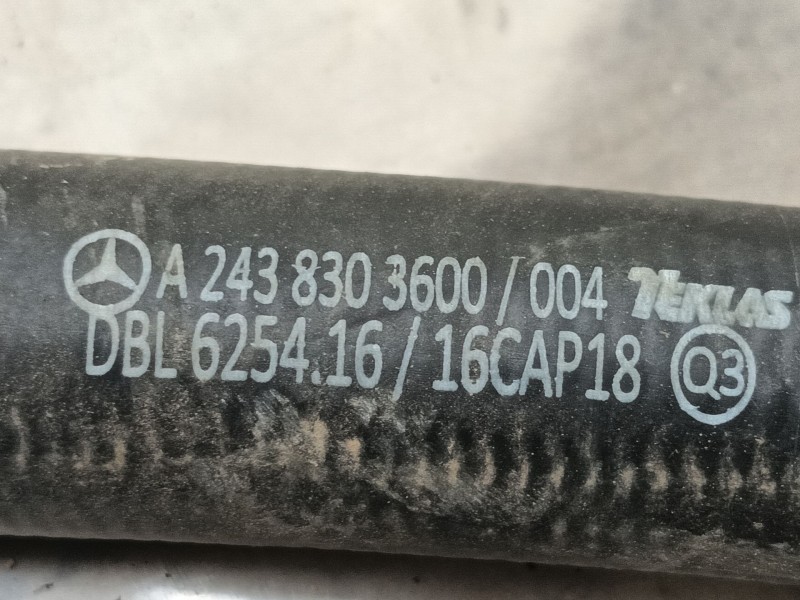 A 243 830 3600 / 004 TEKLAS
DBL 6254.16 / 16CAP18 Q3